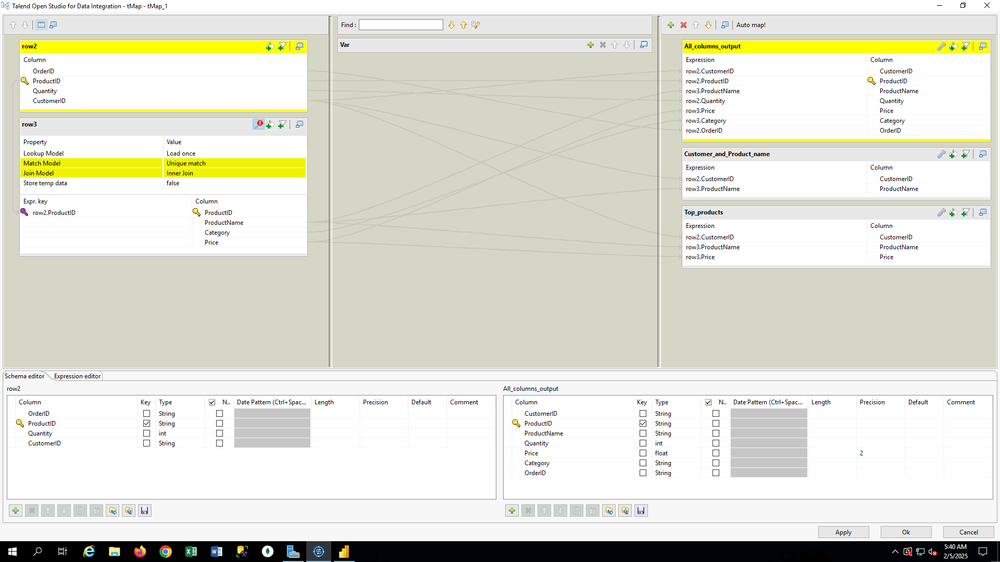 Talend Open Studio for Data Integration - tMap - tMap_1
Find :
Auto map!
row2
Column
OrderID
ProductID
Quantity
CustomerID
row3
2
Property Value
Lookup Model Load once
Match Model Unique match
Join Model Inner Join
Store temp data false
Expr. key Column
row2.ProductID ProductID
ProductName
Category
Price
Var
All_columns_output
Expression Column
row2.CustomerID CustomerID
row2.ProductID ProductID
row3.ProductName ProductName
row2.Quantity Quantity
row3.Price Price
row3.Category Category
row2.OrderID OrderID
Customer_and_Product_name
Expression Column
row2.CustomerID CustomerID
row3.ProductName ProductName
Top_products
Expression Column
row2.CustomerID CustomerID
row3.ProductName ProductName
row3.Price Price
Schema editor Expression editor
row2
Column Key Type N.. Date Pattern (Ctrl+Spac... Length Precision Default Comment
OrderID String
ProductID String
Quantity int
CustomerID String
All_columns_output
Column Key Type N.. Date Pattern (Ctrl+Spac... Length Precision Default Comment
CustomerID String
ProductID String
ProductName String
Quantity int
Price float 2
Category String
OrderID String
Apply Ok Cancel
5:40 AM
2/5/2025